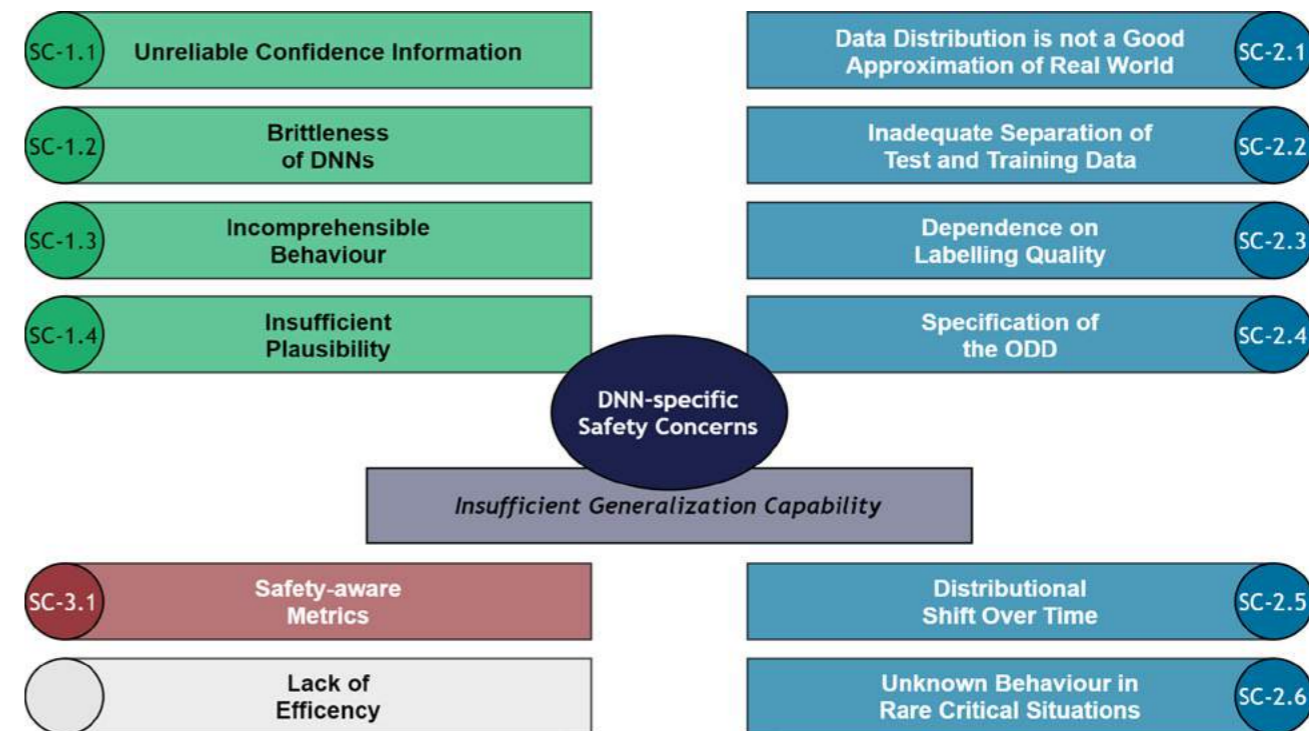 SC-1.1
Unreliable Confidence Information
SC-1.2
Brittleness
of DNNs
SC-1.3
Incomprehensible
Behaviour
SC-1.4
Insufficient
Plausibility
Data Distribution is not a Good
Approximation of Real World
SC-2.1
Inadequate Separation of
Test and Training Data
SC-2.2
Dependence on
Labelling Quality
SC-2.3
Specification of
the ODD
SC-2.4
DNN-specific
Safety Concerns
Insufficient Generalization Capability
SC-3.1
Safety-aware
Metrics
Lack of
Efficency
Distributional
Shift Over Time
SC-2.5
Unknown Behaviour in
Rare Critical Situations
SC-2.6